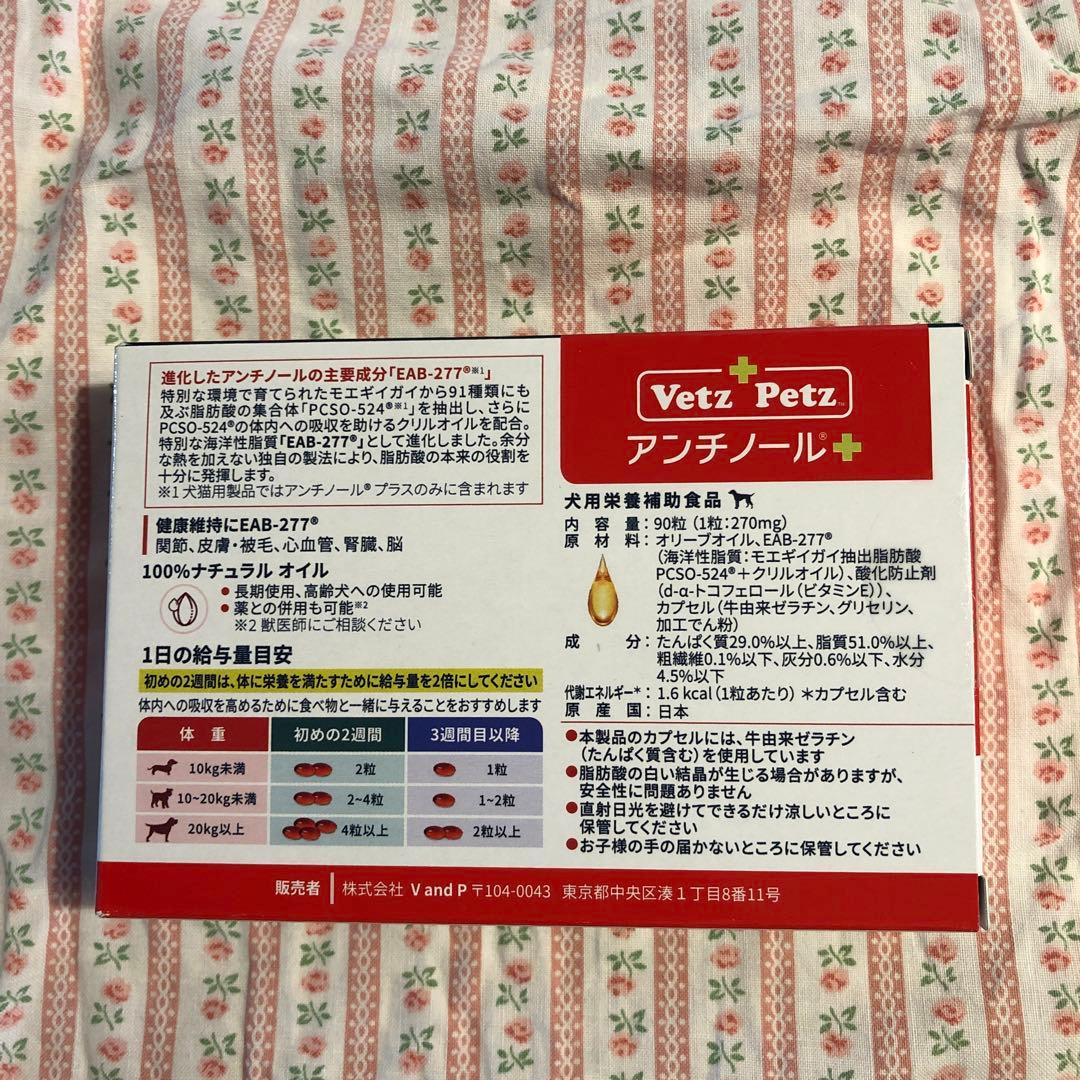 進化したアンチノールの主要成分「EAB-277®※1」
特別な環境で育てられたモエギイガイから91種類にも
及ぶ脂肪酸の集合体「PCSO-524®※1」を抽出し、さらに
PCSO-524®の体内への吸収を助けるクリルオイルを配合。
特別な海洋性脂質「EAB-277®」として進化しました。余分
な熱を加えない独自の製法により、脂肪酸の本来の役割を
十分に発揮します。
※1 犬猫用製品ではアンチノール® プラスのみに含まれます
健康維持にEAB-277®
関節、皮膚・被毛、心血管、腎臓、脳
100%ナチュラル オイル
●長期使用、高齢犬への使用可能
●薬との併用も可能※2
※2 獣医師にご相談ください
1日の給与量目安
初めの2週間は、体に栄養を満たすために給与量を2倍にしてください
体内への吸収を高めるために食べ物と一緒に与えることをおすすめします
体 重 初めの2週間 3週間目以降
10kg未満 2粒 1粒
10~20kg未満 2~4粒 1~2粒
20kg以上 4粒以上 2粒以上
Vetz Petz™
アンチノール®
犬用栄養補助食品
内容量：90粒（1粒：270mg）
原材料：オリーブオイル、EAB-277®
（海洋性脂質：モエギイガイ抽出脂肪酸
PCSO-524®＋クリルオイル）、酸化防止剤
（d-α-トコフェロール（ビタミンE））、
カプセル（牛由来ゼラチン、グリセリン、
加工でん粉）
成分：たんぱく質29.0%以上、脂質51.0%以上、
粗繊維0.1%以下、灰分0.6%以下、水分
4.5%以下
代謝エネルギー*：1.6 kcal（1粒あたり）＊カプセル含む
原産国：日本
●本製品のカプセルには、牛由来ゼラチン
（たんぱく質含む）を使用しています
●脂肪酸の白い結晶が生じる場合がありますが、
安全性に問題ありません
●直射日光を避けてできるだけ涼しいところに
保管してください
●お子様の手の届かないところに保管してください
販売者 株式会社 V and P 〒104-0043 東京都中央区湊1丁目8番11号